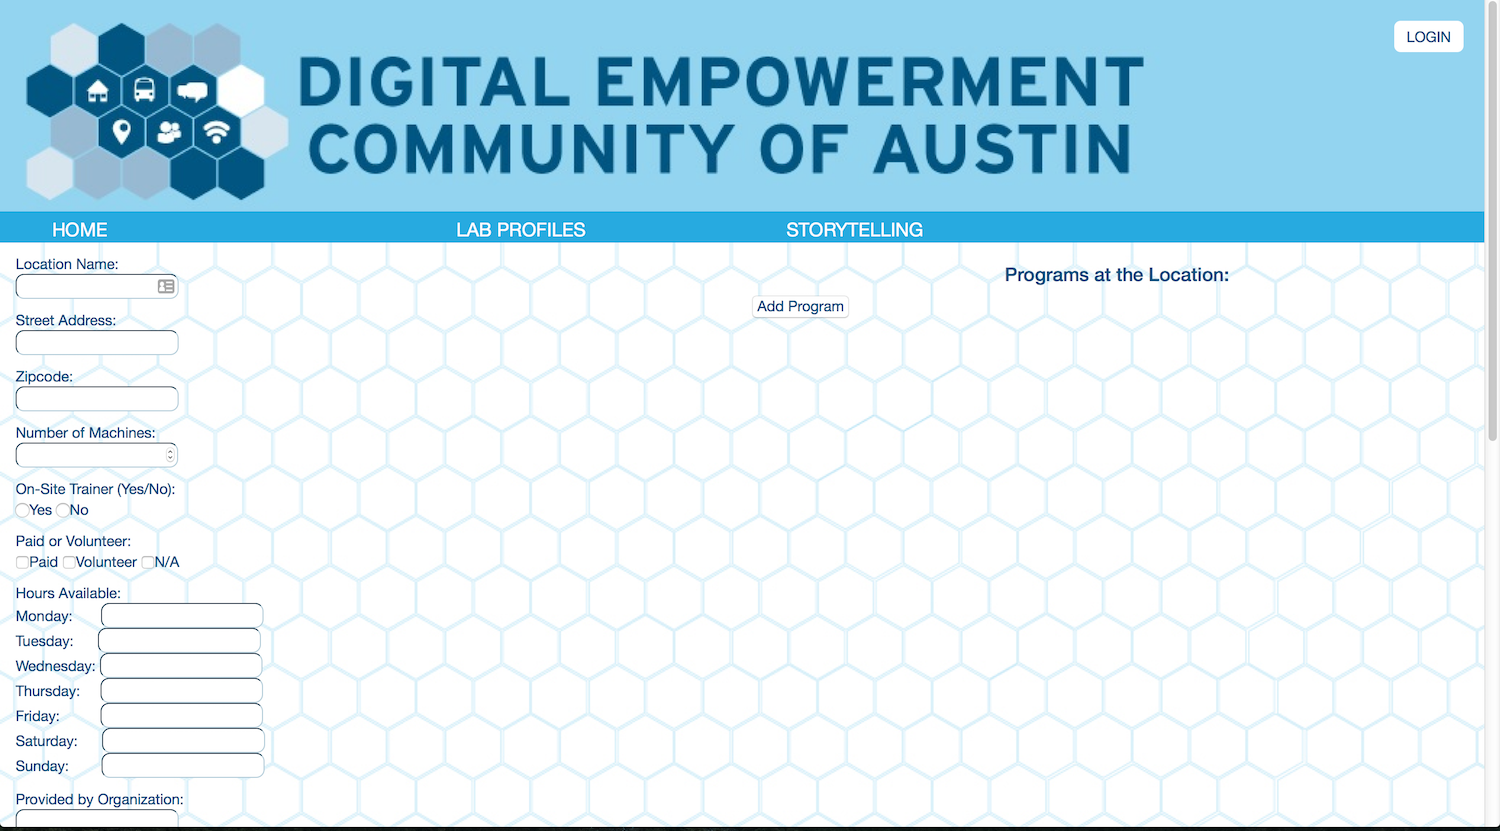 LOGIN
DIGITAL EMPOWERMENT
COMMUNITY OF AUSTIN
HOME LAB PROFILES STORYTELLING
Location Name:
Street Address:
Zipcode:
Number of Machines:
On-Site Trainer (Yes/No):
Yes No
Paid or Volunteer:
Paid Volunteer N/A
Hours Available:
Monday:
Tuesday:
Wednesday:
Thursday:
Friday:
Saturday:
Sunday:
Provided by Organization:
Programs at the Location:
Add Program